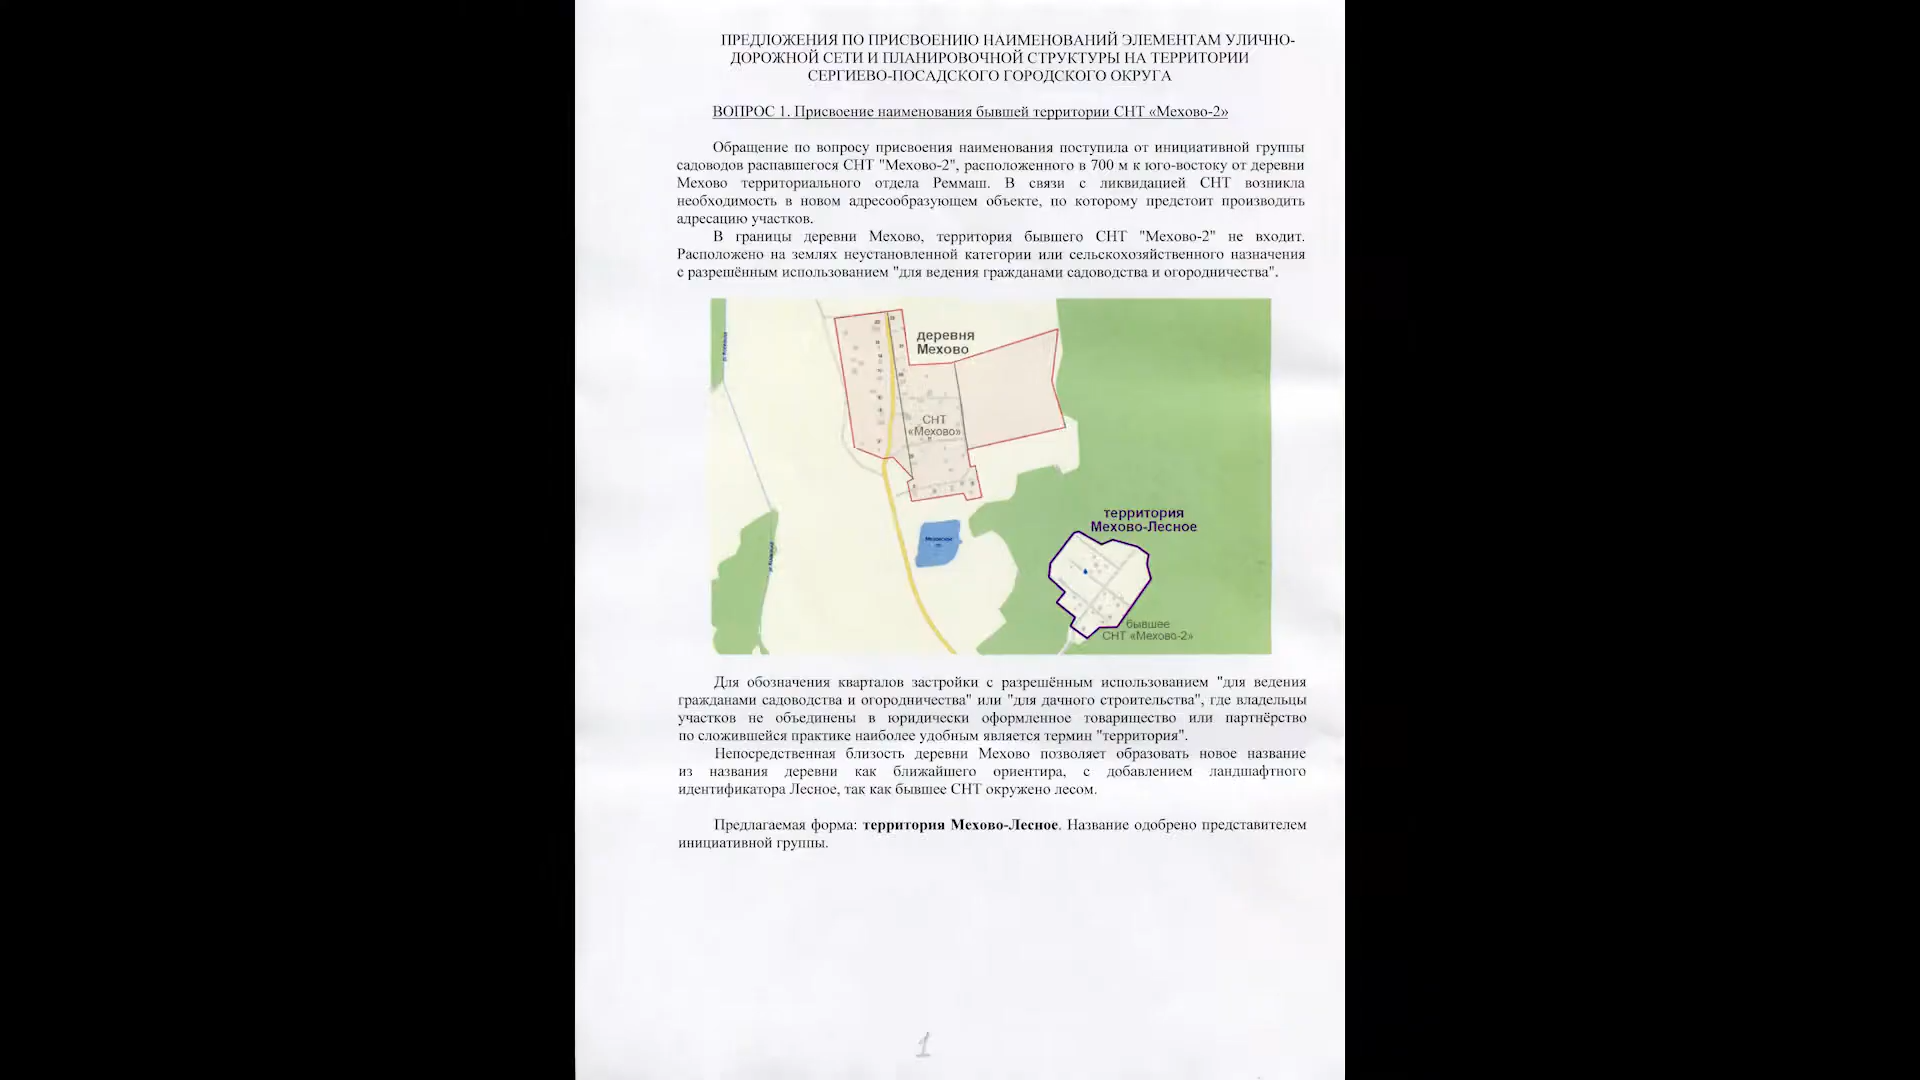 ПРЕДЛОЖЕНИЯ ПО ПРИСВОЕНИЮ НАИМЕНОВАНИЙ ЭЛЕМЕНТАМ УЛИЧНО-
ДОРОЖНОЙ СЕТИ И ПЛАНИРОВОЧНОЙ СТРУКТУРЫ НА ТЕРРИТОРИИ
СЕРГИЕВО-ПОСАДСКОГО ГОРОДСКОГО ОКРУГА
ВОПРОС 1. Присвоение наименования бывшей территории СНТ «Мехово-2»
Обращение по вопросу присвоения наименования поступила от инициативной группы
садоводов распавшегося СНТ "Мехово-2", расположенного в 700 м к юго-востоку от деревни
Мехово территориального отдела Реммаш. В связи с ликвидацией СНТ возникла
необходимость в новом адресообразующем объекте, по которому предстоит производить
адресацию участков.
В границы деревни Мехово, территория бывшего СНТ "Мехово-2" не входит.
Расположено на землях неустановленной категории или сельскохозяйственного назначения
с разрешённым использованием "для ведения гражданами садоводства и огородничества".
деревня
Мехово
СНТ
«Мехово»
территория
Мехово-Лесное
бывшее
СНТ «Мехово-2»
Для обозначения кварталов застройки с разрешённым использованием "для ведения
гражданами садоводства и огородничества" или "для дачного строительства", где владельцы
участков не объединены в юридически оформленное товарищество или партнёрство
по сложившейся практике наиболее удобным является термин "территория".
Непосредственная близость деревни Мехово позволяет образовать новое название
из названия деревни как ближайшего ориентира, с добавлением ландшафтного
идентификатора Лесное, так как бывшее СНТ окружено лесом.
Предлагаемая форма: территория Мехово-Лесное. Название одобрено представителем
инициативной группы.
1